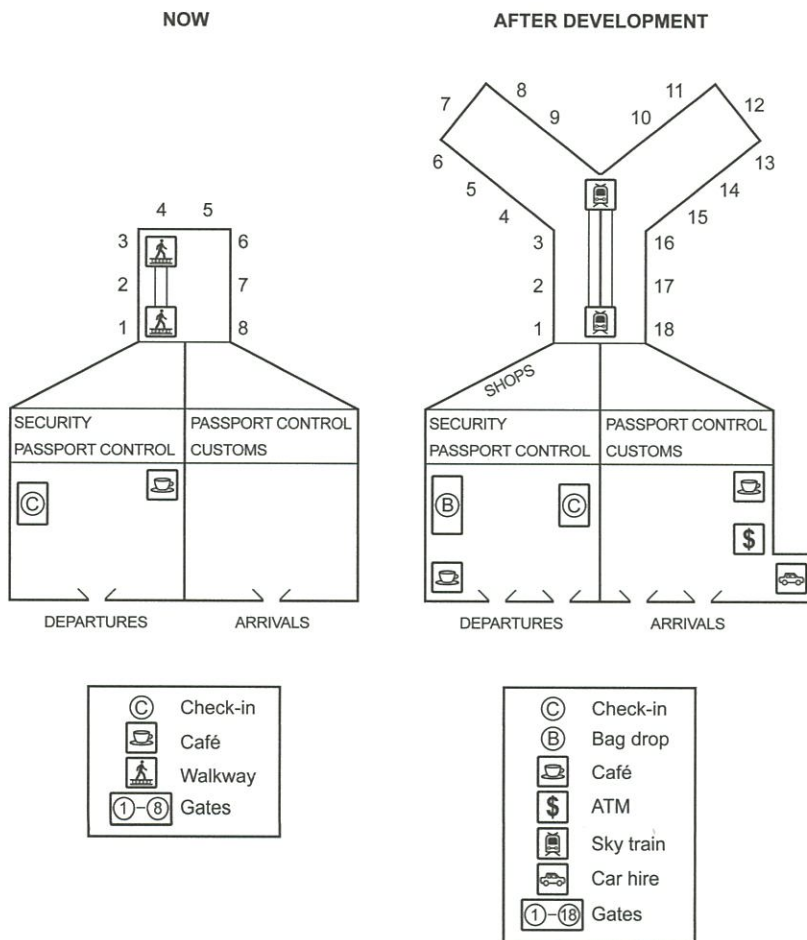 NOW
4 5
3 6
2 7
1 8
SECURITY
PASSPORT CONTROL
PASSPORT CONTROL
CUSTOMS
C
DEPARTURES
ARRIVALS
C Check-in
Café
Walkway
1–8 Gates
AFTER DEVELOPMENT
8 11
7 12
9 10
6 13
5 14
4 15
3 16
2 17
1 18
SHOPS
SECURITY
PASSPORT CONTROL
PASSPORT CONTROL
CUSTOMS
B
C
$
DEPARTURES
ARRIVALS
C Check-in
B Bag drop
Café
$ ATM
Sky train
Car hire
1–18 Gates